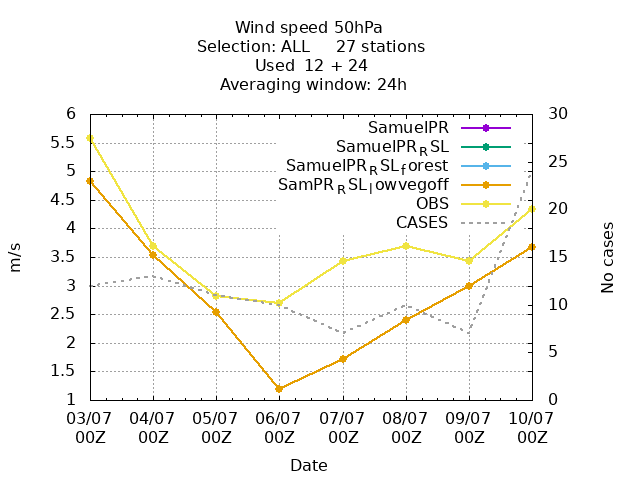 Wind speed 50hPa
Selection: ALL     27 stations
Used  12 + 24
Averaging window: 24h
6
5.5
5
4.5
4
3.5
3
2.5
2
1.5
1
m/s
30
25
20
15
10
5
0
No cases
SamuelPR
SamuelPR_RSL
SamuelPR_RSL_forest
SamPR_RSL_lowvegoff
OBS
CASES
03/07 04/07 05/07 06/07 07/07 08/07 09/07 10/07
00Z 00Z 00Z 00Z 00Z 00Z 00Z 00Z
Date